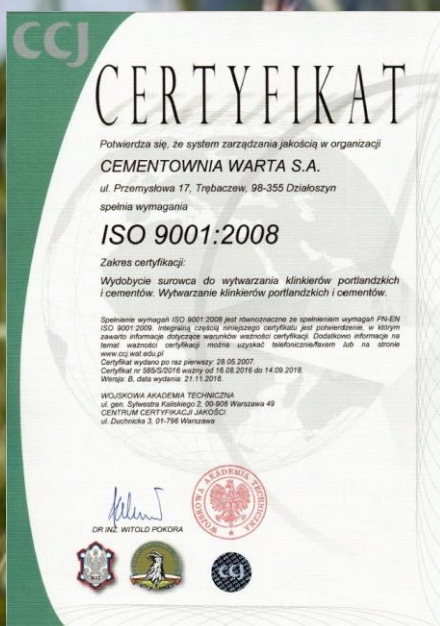 CCJ
CERTYFIKAT
Potwierdza się, że system zarządzania jakością w organizacji
CEMENTOWNIA WARTA S.A.
ul. Przemysłowa 17, Trębaczew, 98-355 Działoszyn
spełnia wymagania
ISO 9001:2008
Zakres certyfikacji:
Wydobycie surowca do wytwarzania klinkierów portlandzkich
i cementów. Wytwarzanie klinkierów portlandzkich i cementów.
Spełnienie wymagań ISO 9001:2008 jest równoznaczne ze spełnieniem wymagań PN-EN
ISO 9001:2009. Integralną częścią niniejszego certyfikatu jest potwierdzenie, w którym
zawarto informacje dotyczące warunków ważności certyfikacji. Dodatkowo informacje na
temat ważności certyfikacji można uzyskać telefonicznie/faxem lub na stronie
www.ccj.wat.edu.pl
Certyfikat wydano po raz pierwszy: 28.05.2007.
Certyfikat nr 585/S/2016 ważny od 16.08.2016 do 14.09.2018.
Wersja: B, data wydania: 21.11.2016.
WOJSKOWA AKADEMIA TECHNICZNA
ul. gen. Sylwestra Kaliskiego 2, 00-908 Warszawa 49
CENTRUM CERTYFIKACJI JAKOŚCI
ul. Duchnicka 3, 01-796 Warszawa
WOJSKOWA AKADEMIA TECHNICZNA
DR INŻ. WITOLD POKORA
CCJ